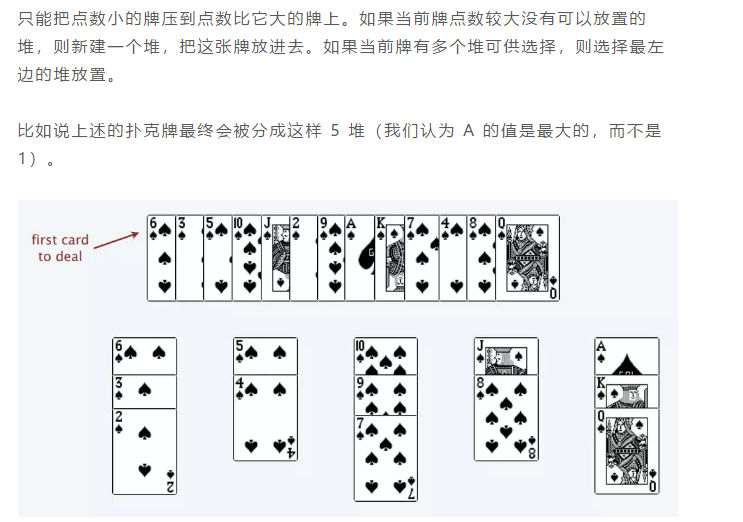 只能把点数小的牌压到点数比它大的牌上。如果当前牌点数较大没有可以放置的
堆，则新建一个堆，把这张牌放进去。如果当前牌有多个堆可供选择，则选择最左
边的堆放置。
比如说上述的扑克牌最终会被分成这样 5 堆（我们认为 A 的值是最大的，而不是
1）。
first card
to deal
6 3 5 10 J 2 9 A K 7 4 8 Q
Q
6 5 10 J A
3 4 9 8 K
2 7 Q
2 4 7 8 Q